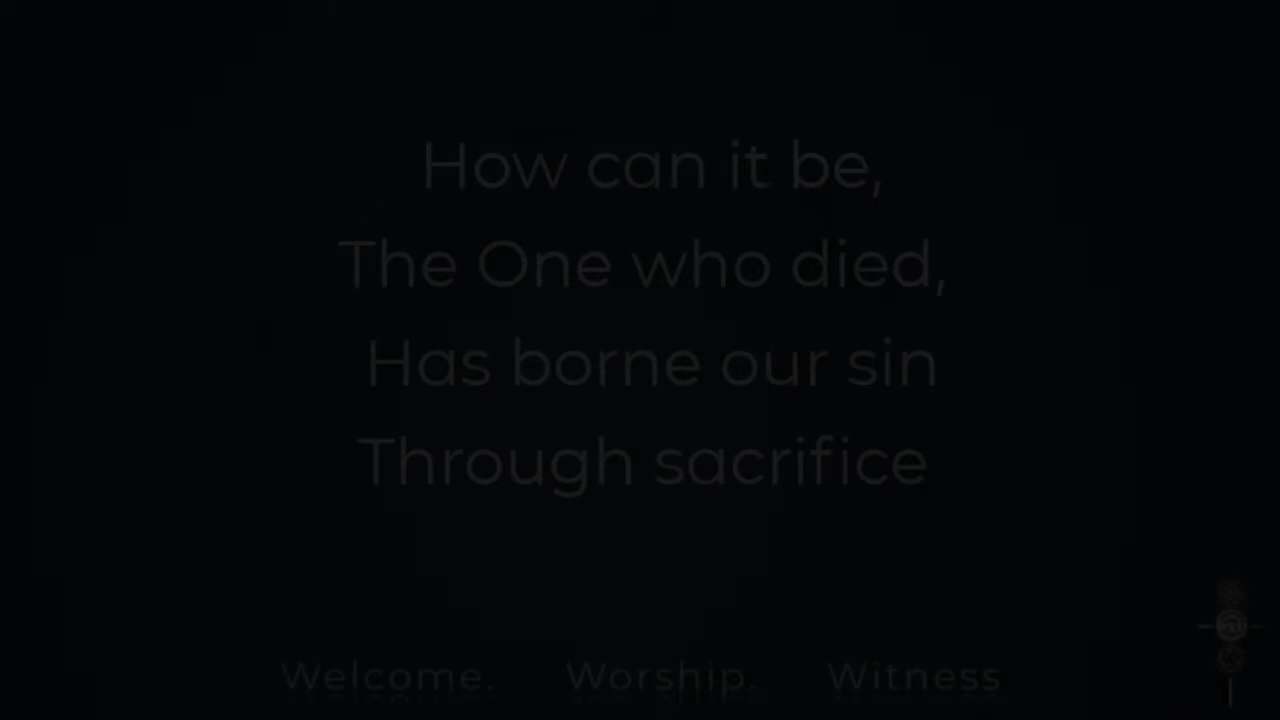 How can it be,
The One who died,
Has borne our sin
Through sacrifice
Welcome. Worship. Witness